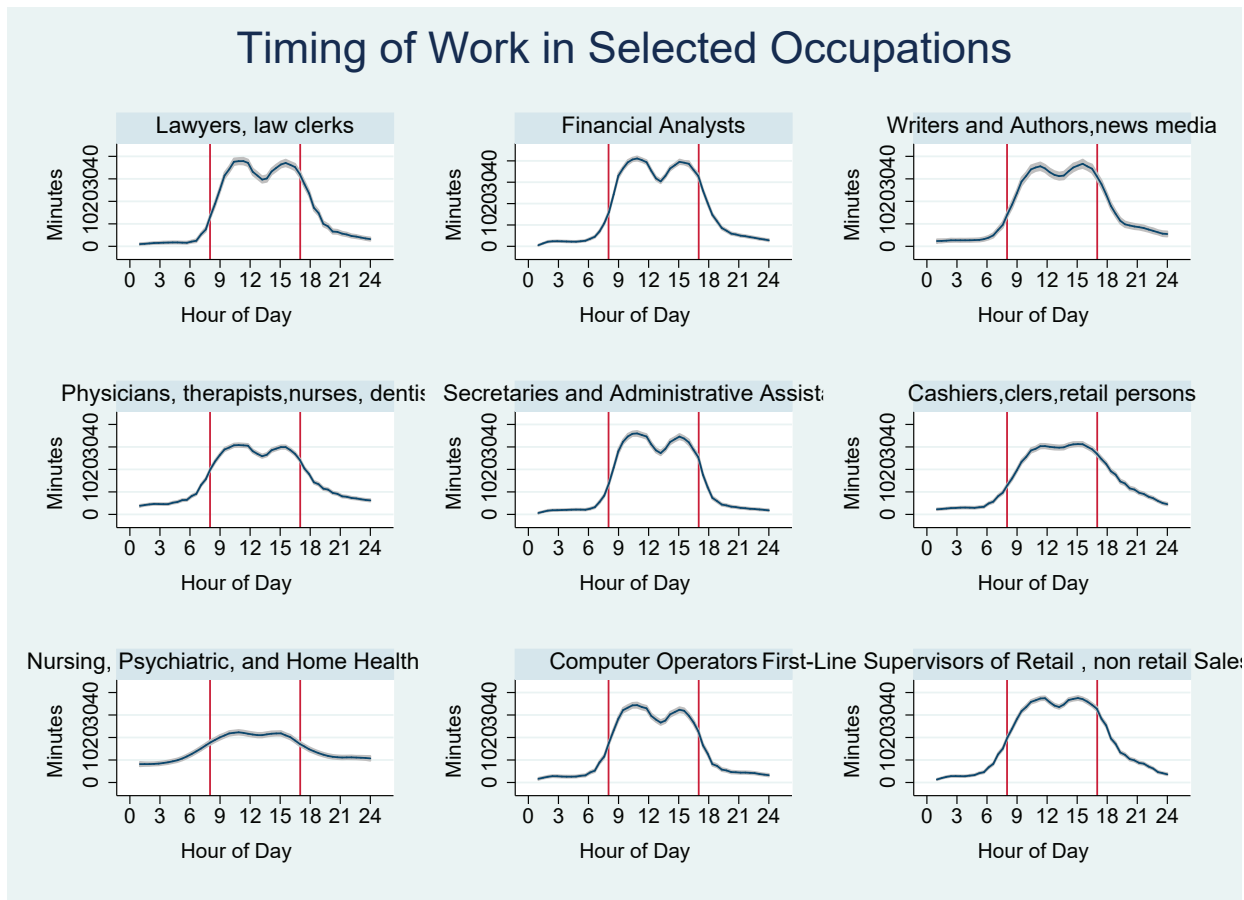 Timing of Work in Selected Occupations
Lawyers, law clerks
Minutes
0 10203040
0 3 6 9 12 15 18 21 24
Hour of Day
Financial Analysts
Minutes
0 10203040
0 3 6 9 12 15 18 21 24
Hour of Day
Writers and Authors,news media
Minutes
0 10203040
0 3 6 9 12 15 18 21 24
Hour of Day
Physicians, therapists,nurses, dentis
Minutes
0 10203040
0 3 6 9 12 15 18 21 24
Hour of Day
Secretaries and Administrative Assista
Minutes
0 10203040
0 3 6 9 12 15 18 21 24
Hour of Day
Cashiers,clers,retail persons
Minutes
0 10203040
0 3 6 9 12 15 18 21 24
Hour of Day
Nursing, Psychiatric, and Home Health
Minutes
0 10203040
0 3 6 9 12 15 18 21 24
Hour of Day
Computer Operators
Minutes
0 10203040
0 3 6 9 12 15 18 21 24
Hour of Day
First-Line Supervisors of Retail , non retail Sales
Minutes
0 10203040
0 3 6 9 12 15 18 21 24
Hour of Day